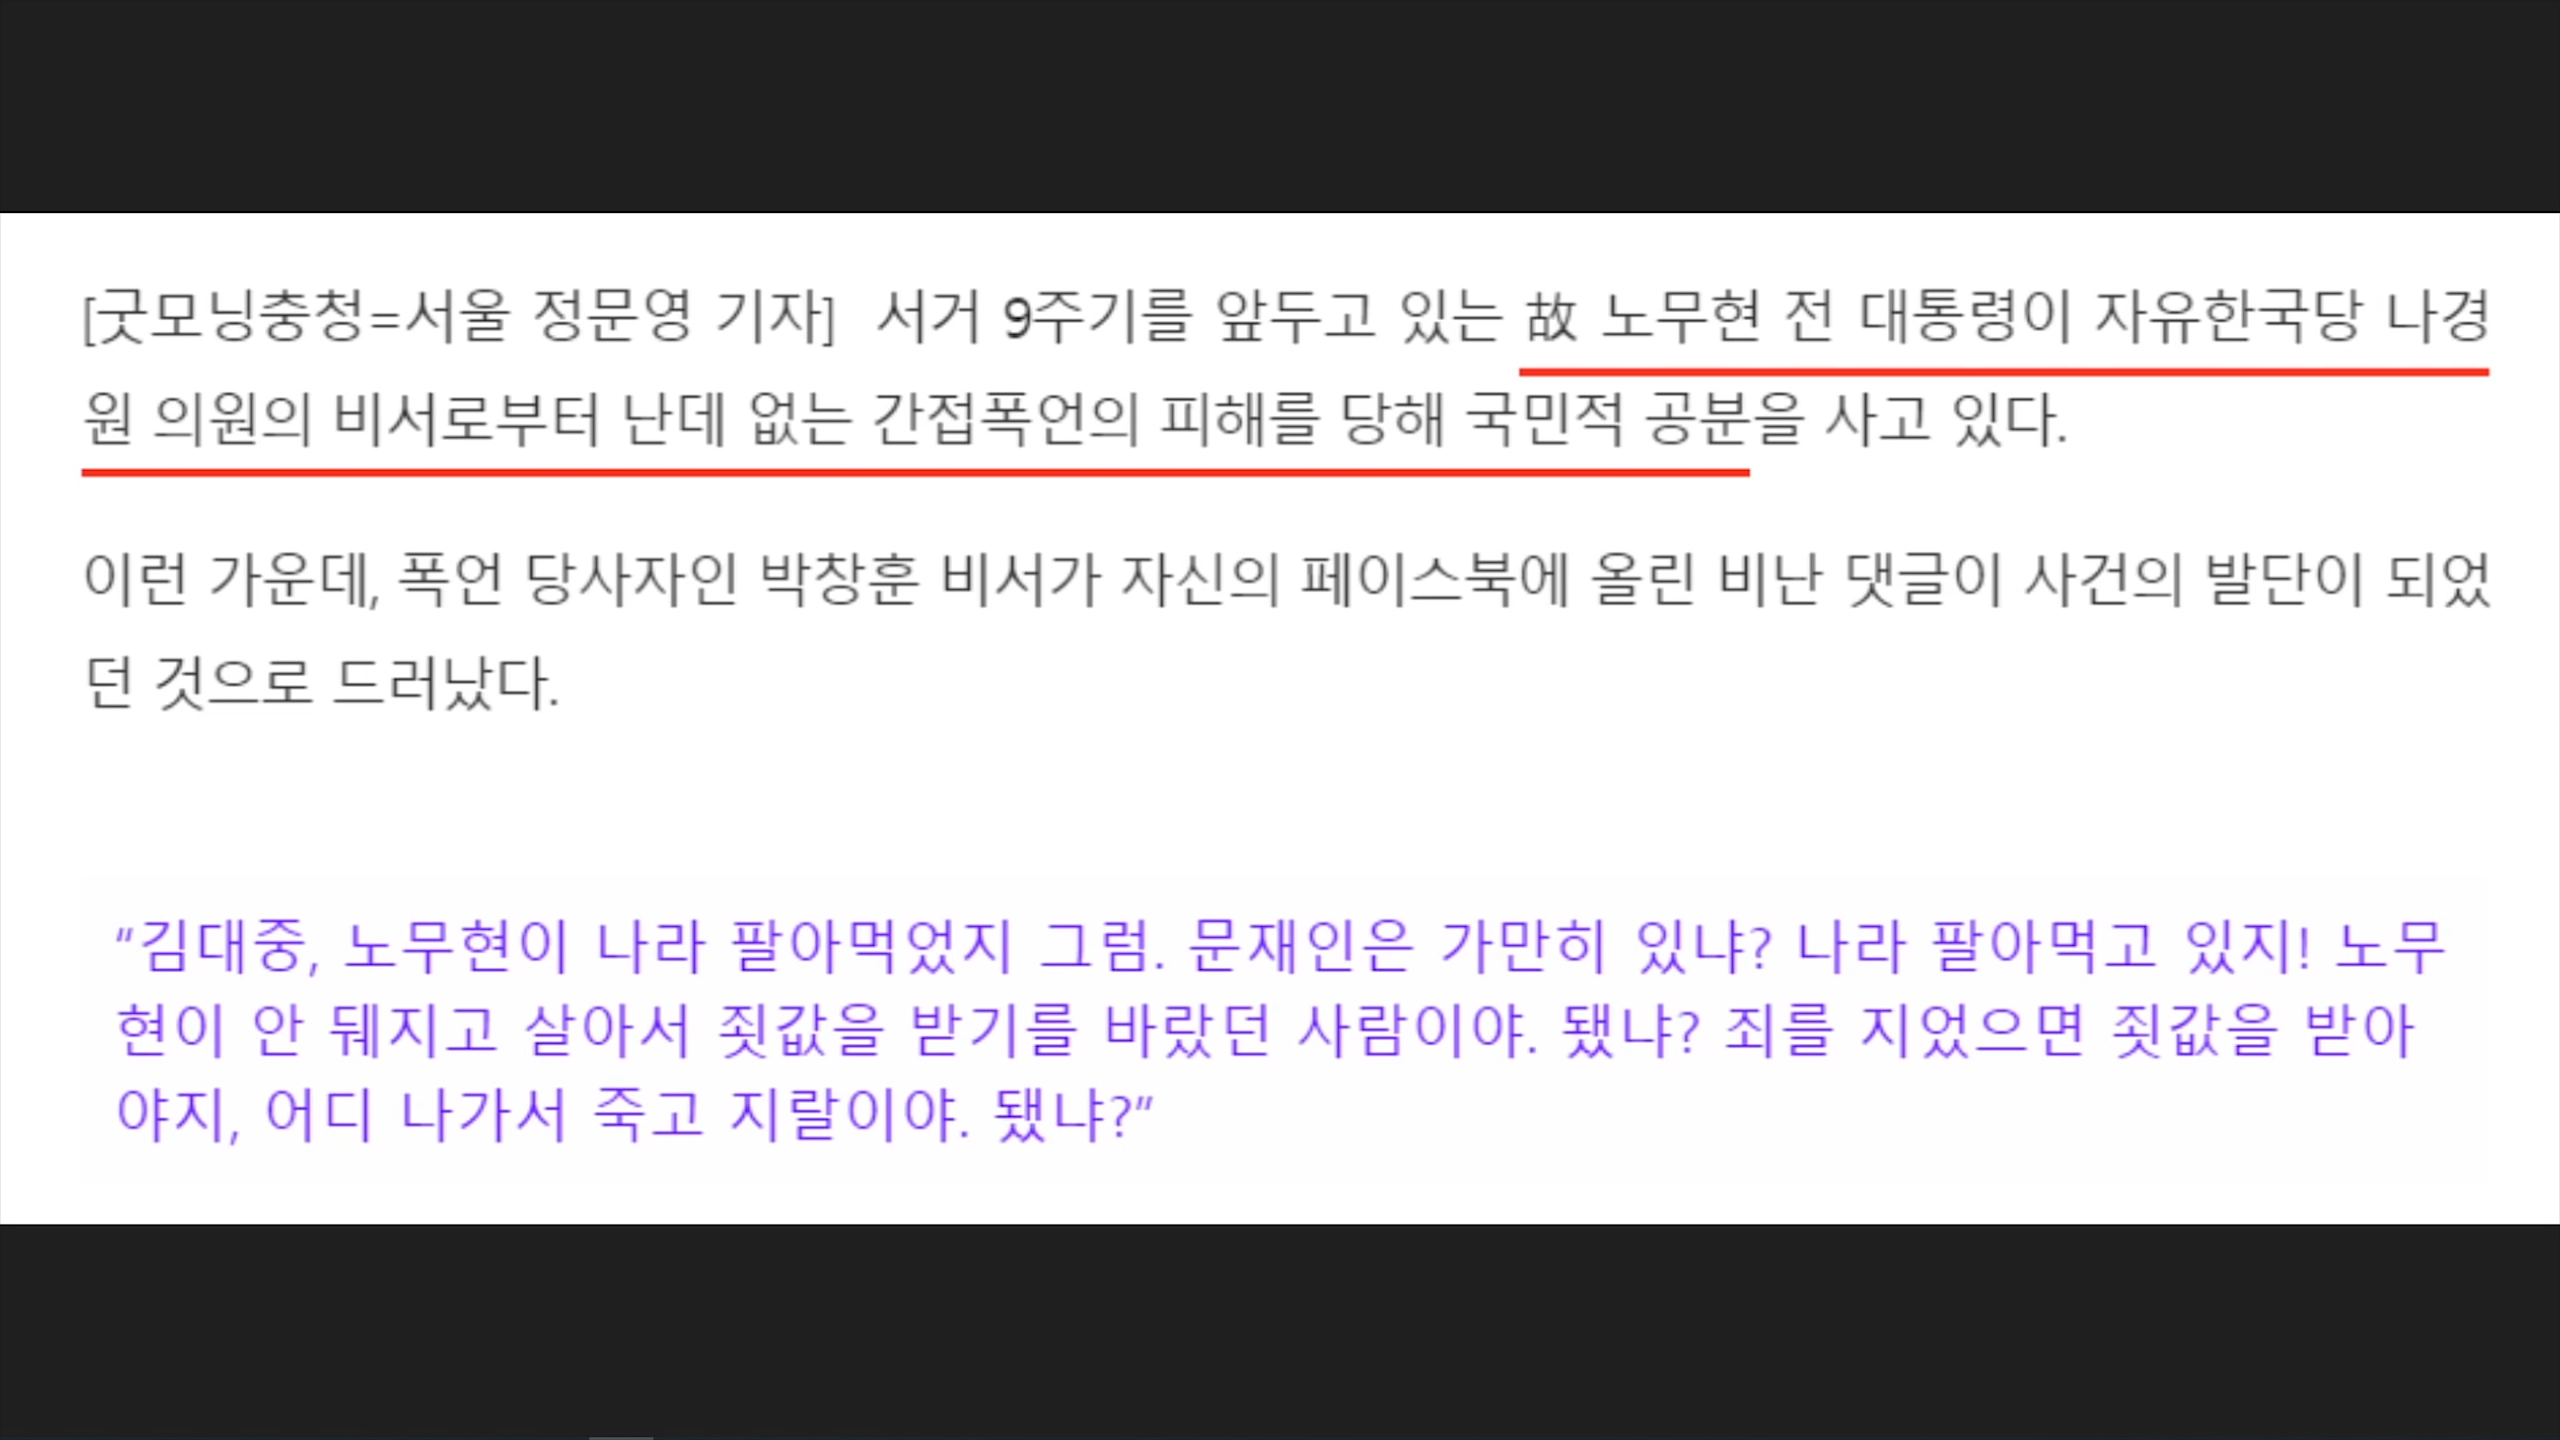 [굿모닝충청=서울 정문영 기자] 서거 9주기를 앞두고 있는 故 노무현 전 대통령이 자유한국당 나경
원 의원의 비서로부터 난데 없는 간접폭언의 피해를 당해 국민적 공분을 사고 있다.
이런 가운데, 폭언 당사자인 박창훈 비서가 자신의 페이스북에 올린 비난 댓글이 사건의 발단이 되었
던 것으로 드러났다.
“김대중, 노무현이 나라 팔아먹었지 그럼. 문재인은 가만히 있냐? 나라 팔아먹고 있지! 노무
현이 안 뒈지고 살아서 죗값을 받기를 바랐던 사람이야. 됐냐? 죄를 지었으면 죗값을 받아
야지, 어디 나가서 죽고 지랄이야. 됐냐?”